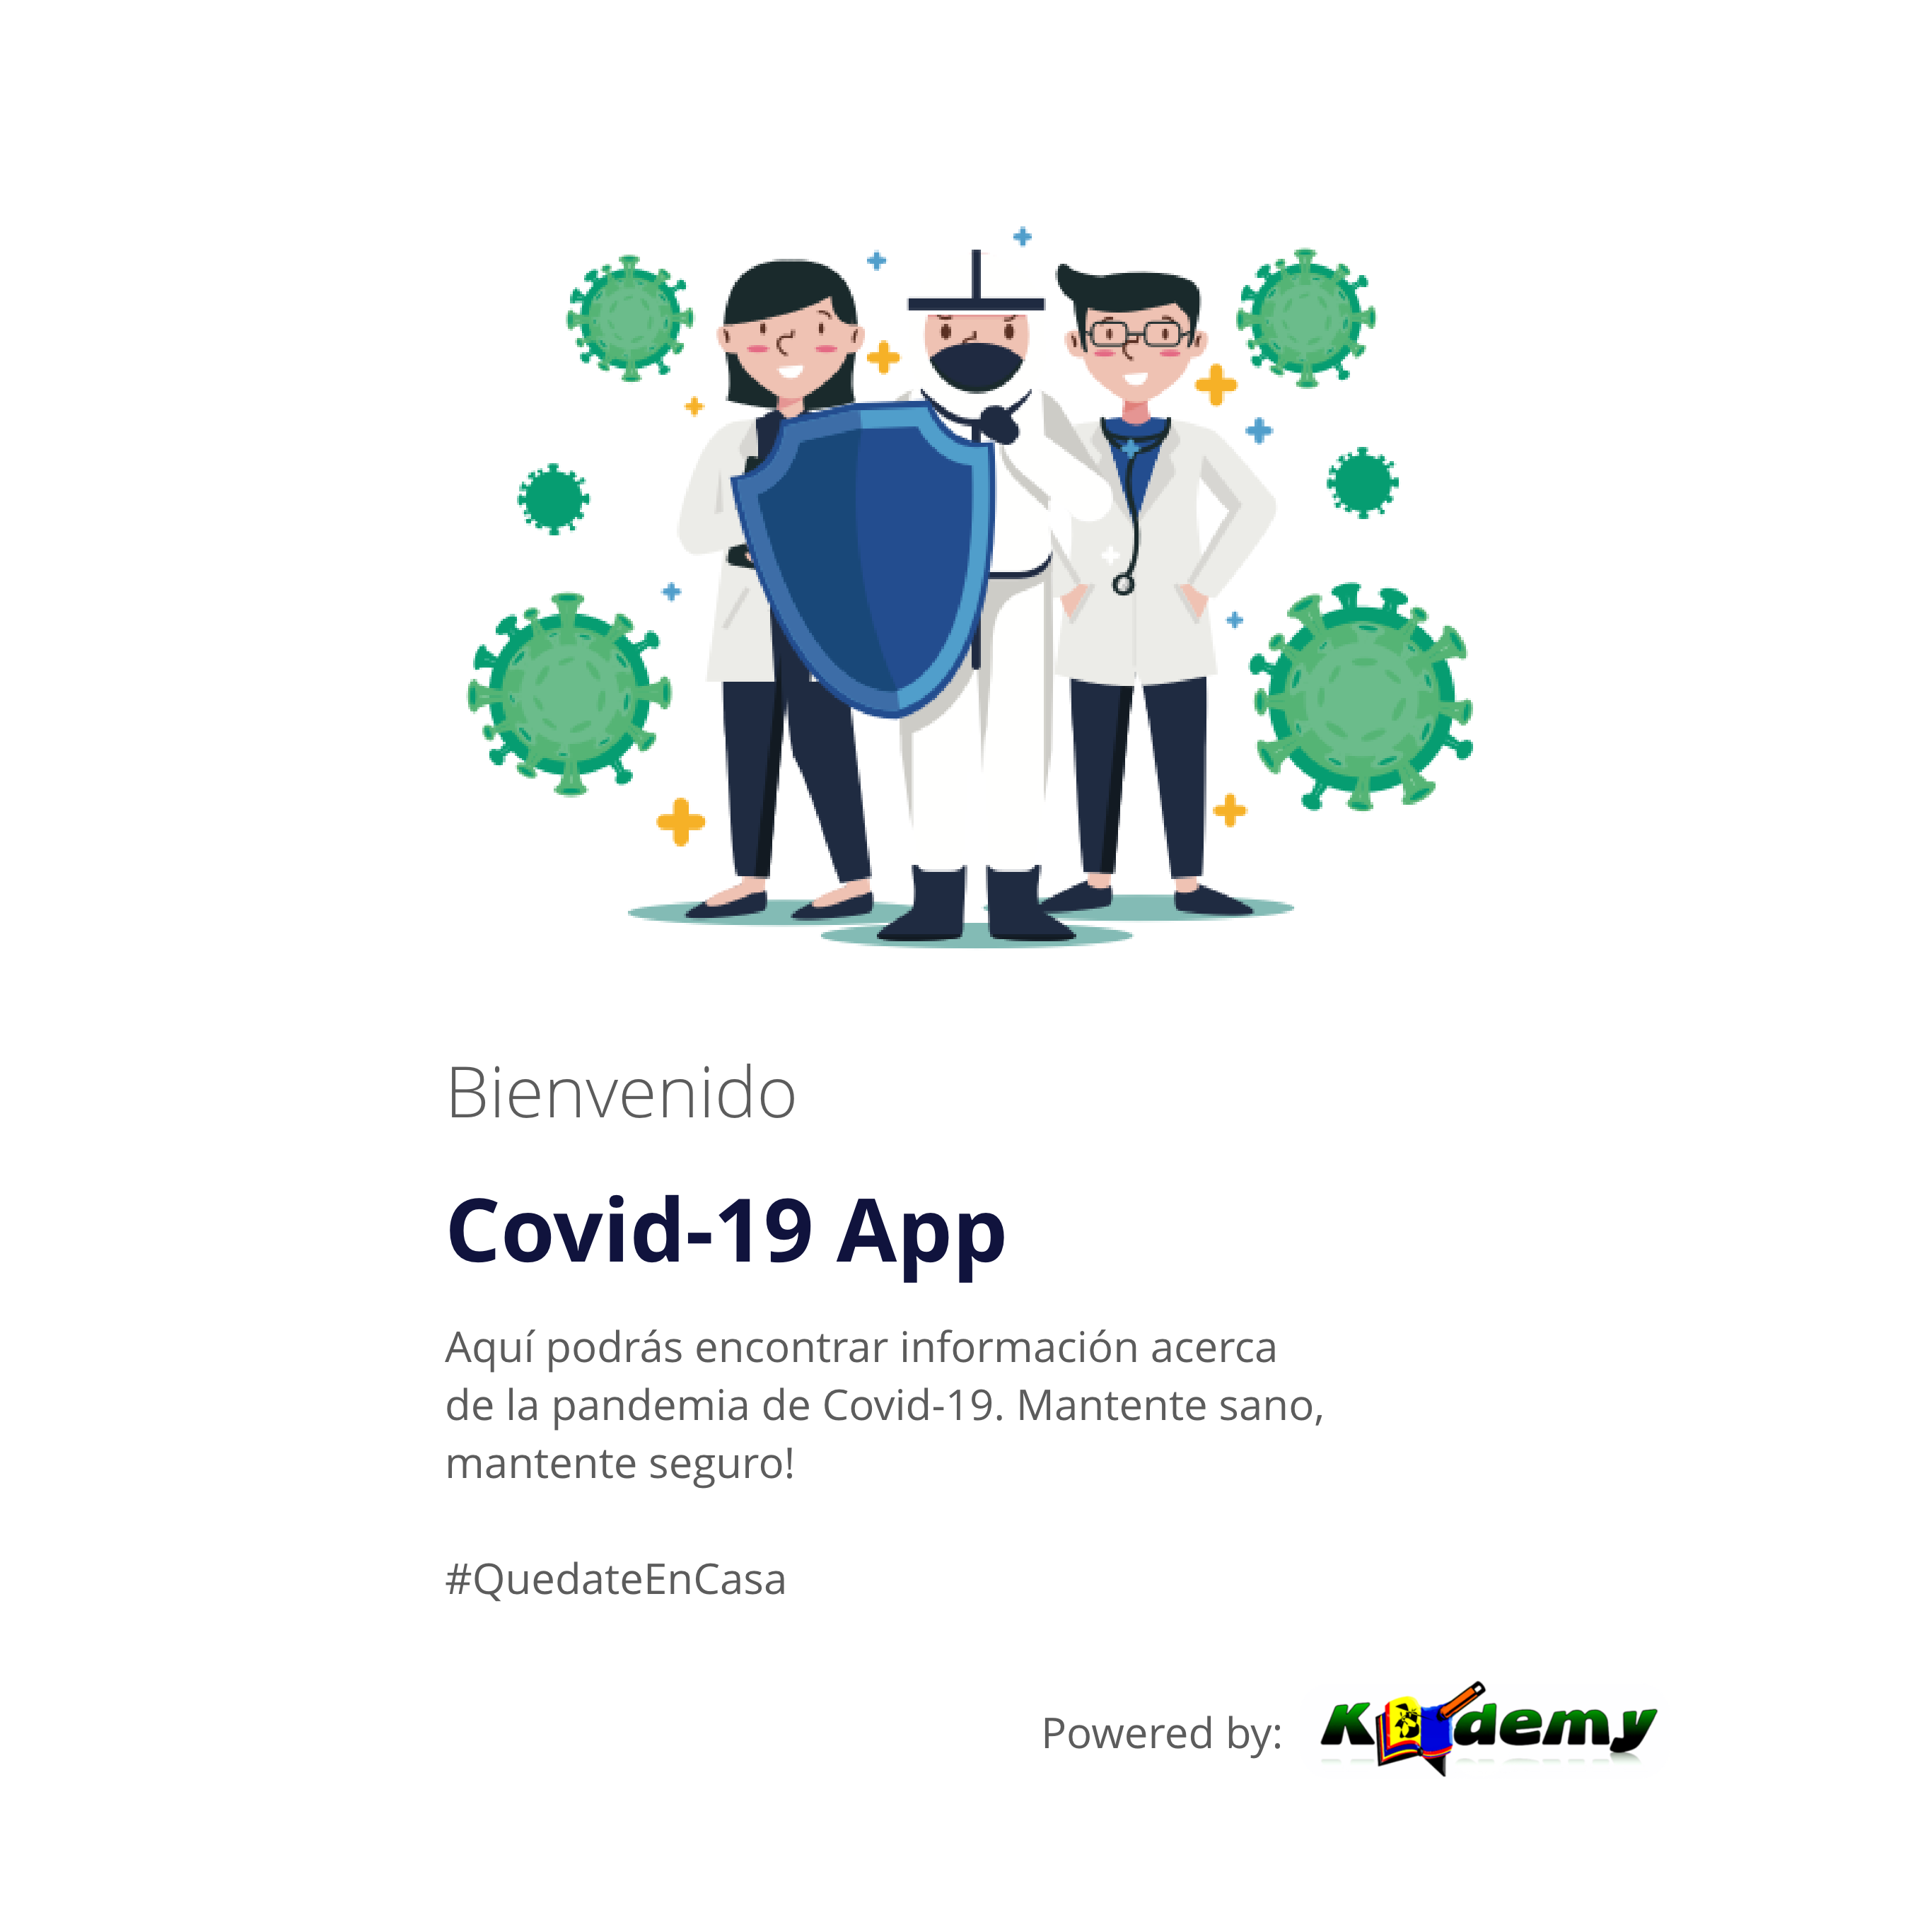 Bienvenido
Covid-19 App
Aquí podrás encontrar información acerca
de la pandemia de Covid-19. Mantente sano,
mantente seguro!
#QuedateEnCasa
Powered by: K demy